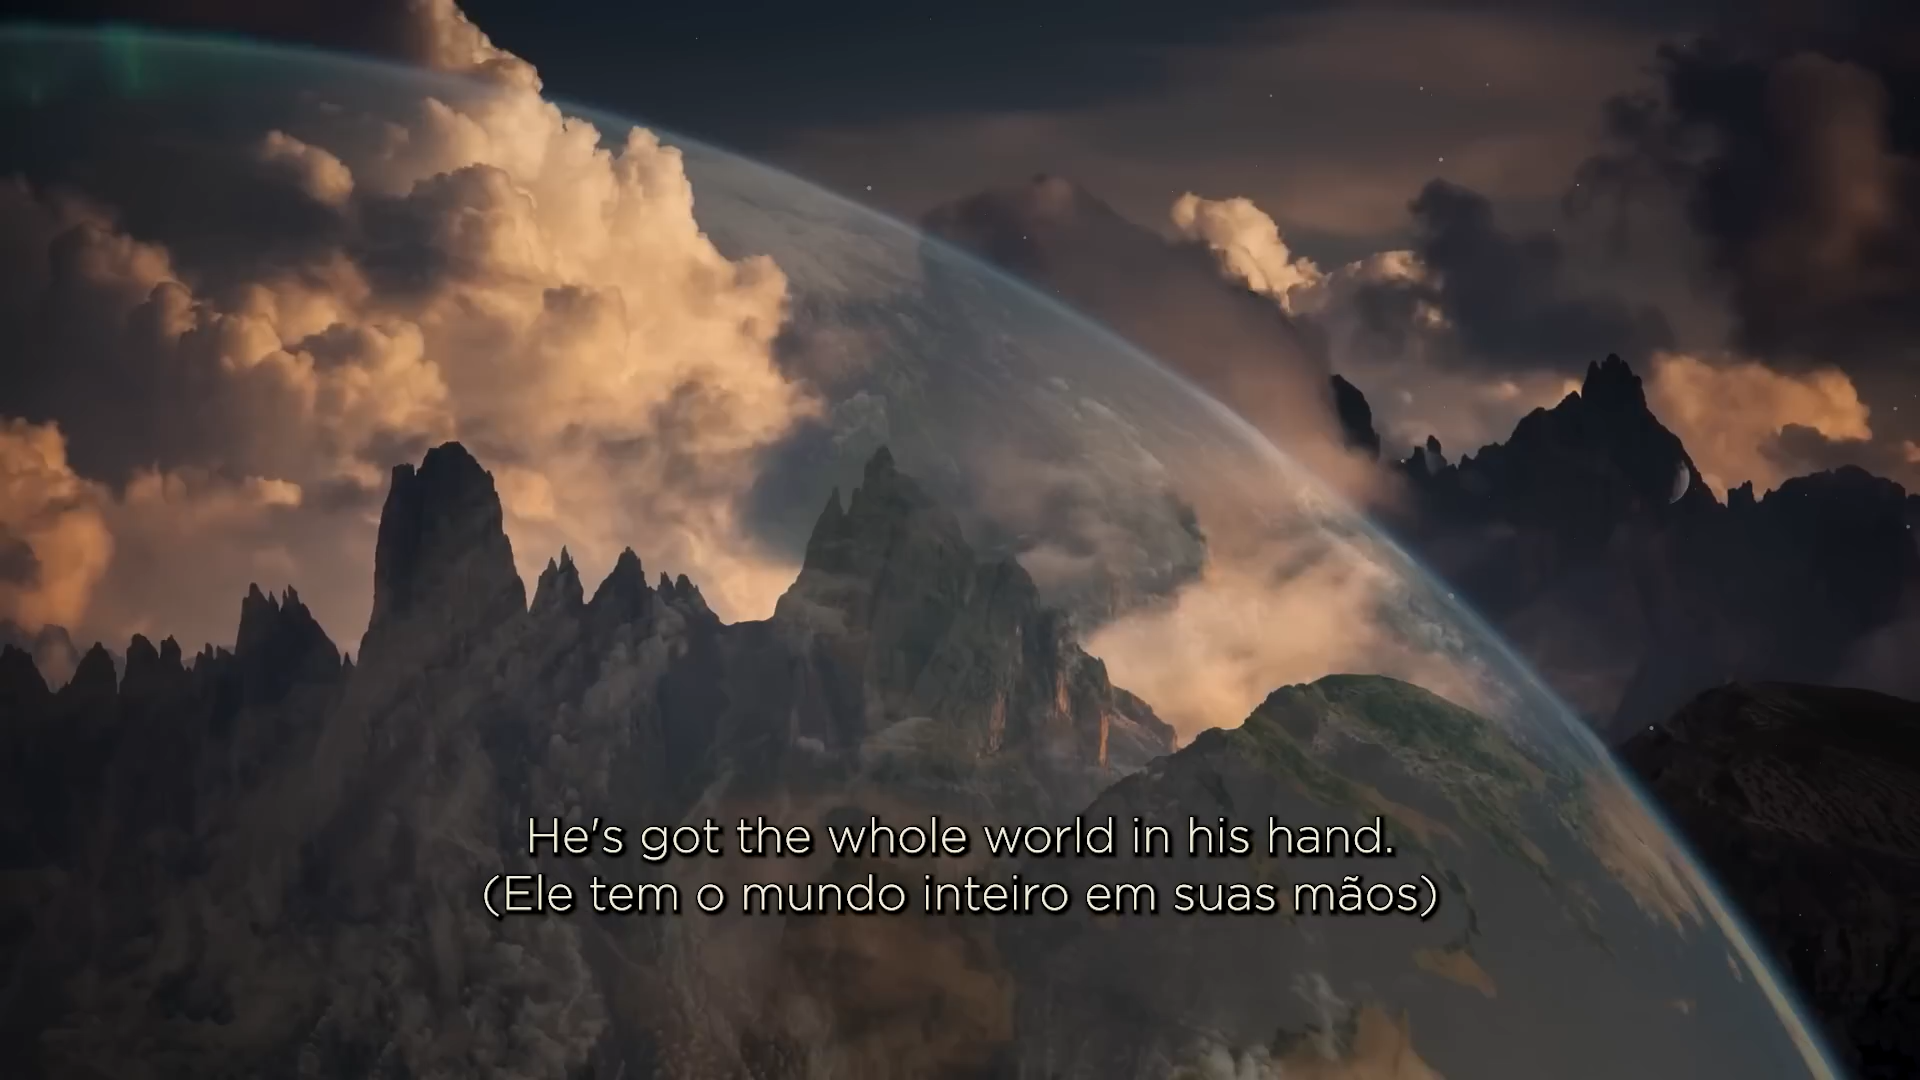 He's got the whole world in his hand.
(Ele tem o mundo inteiro em suas mãos)